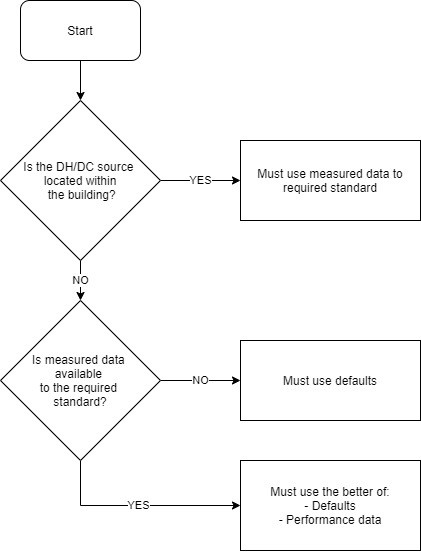 Start
Is the DH/DC source
located within
the building?
YES
Must use measured data to
required standard
NO
Is measured data
available
to the required
standard?
NO
Must use defaults
YES
Must use the better of:
- Defaults
- Performance data